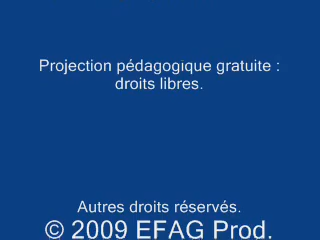 Projection pédagogique gratuite :
droits libres.
Autres droits réservés.
© 2009 EFAG Prod.